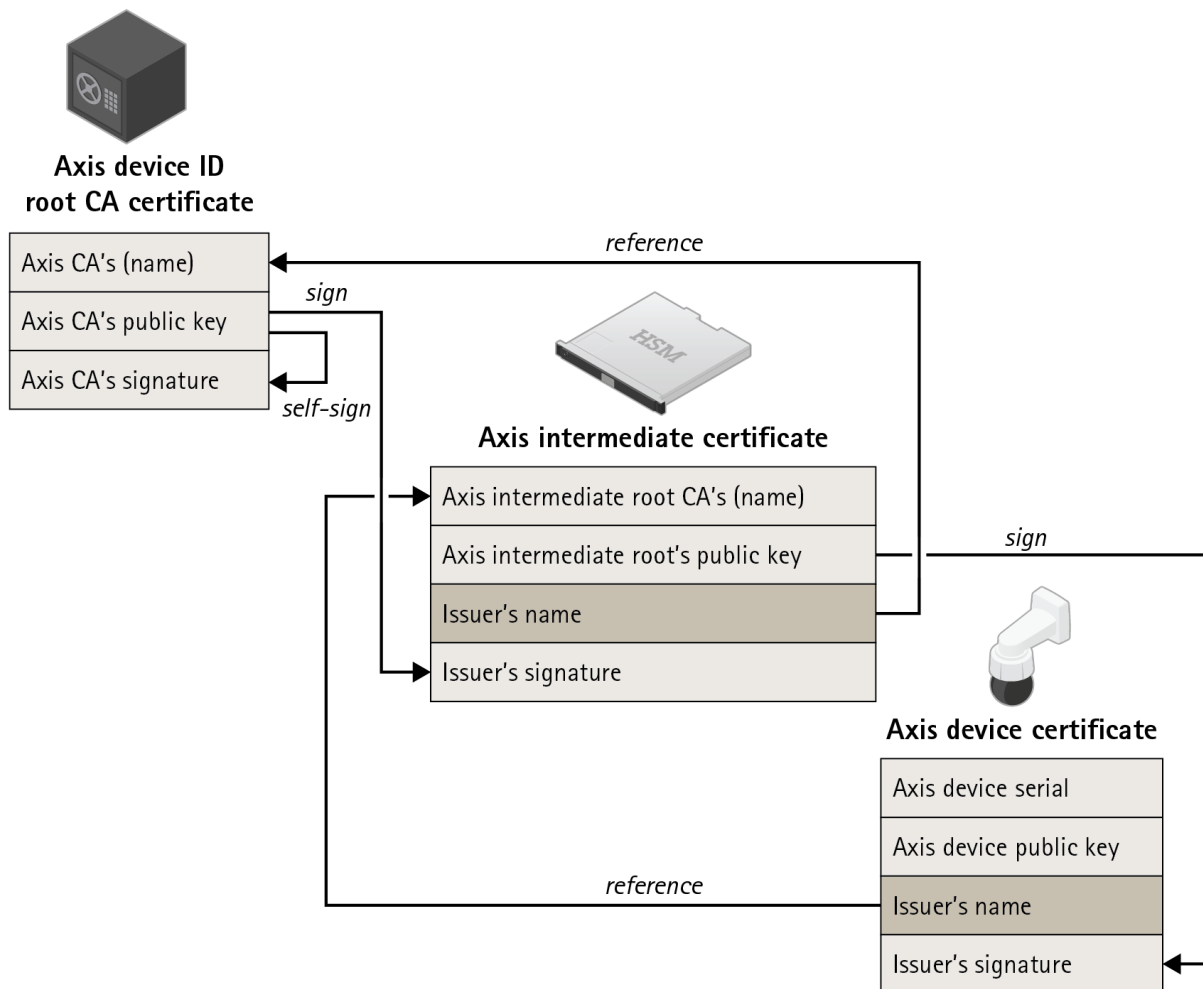 Axis device ID
root CA certificate
Axis CA's (name)
reference
sign
Axis CA's public key
HSM
Axis CA's signature
self-sign
Axis intermediate certificate
Axis intermediate root CA's (name)
Axis intermediate root's public key
sign
Issuer's name
Issuer's signature
Axis device certificate
Axis device serial
Axis device public key
reference
Issuer's name
Issuer's signature